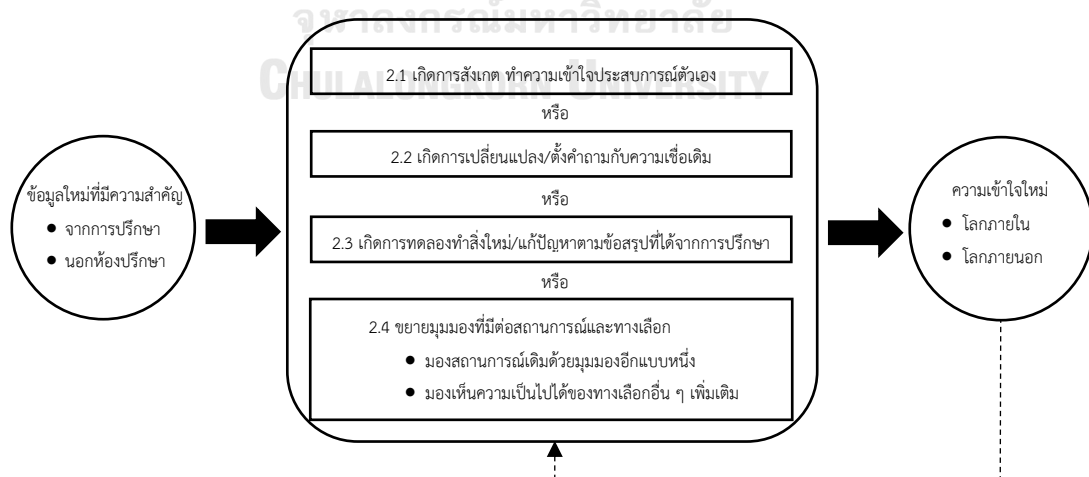 จุฬาลงกรณ์มหาวิทยาลัย
CHULALONGKORN UNIVERSITY
ข้อมูลใหม่ที่มีความสำคัญ
● จากการปรึกษา
● นอกห้องปรึกษา
2.1 เกิดการสังเกต ทำความเข้าใจประสบการณ์ตัวเอง
หรือ
2.2 เกิดการเปลี่ยนแปลง/ตั้งคำถามกับความเชื่อเดิม
หรือ
2.3 เกิดการทดลองทำสิ่งใหม่/แก้ปัญหาตามข้อสรุปที่ได้จากการปรึกษา
หรือ
2.4 ขยายมุมมองที่มีต่อสถานการณ์และทางเลือก
● มองสถานการณ์เดิมด้วยมุมมองอีกแบบหนึ่ง
● มองเห็นความเป็นไปได้ของทางเลือกอื่น ๆ เพิ่มเติม
ความเข้าใจใหม่
● โลกภายใน
● โลกภายนอก